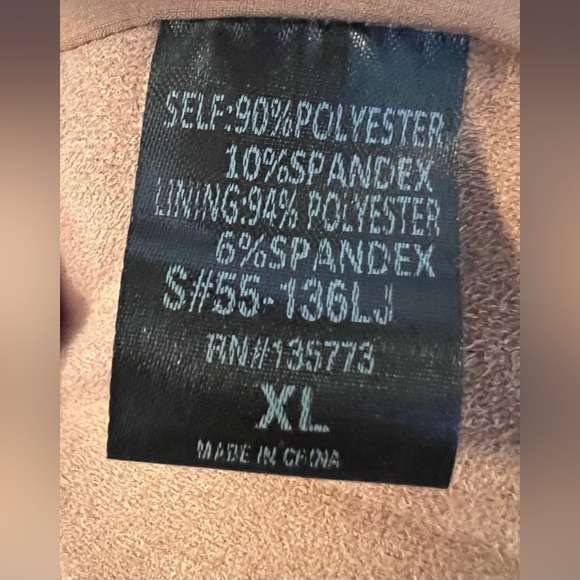 SELF:90%POLYESTER
10%SPANDEX
LINING:94% POLYESTER
6%SPANDEX
S#55-136LJ
RN#135773
XL
MADE IN CHINA